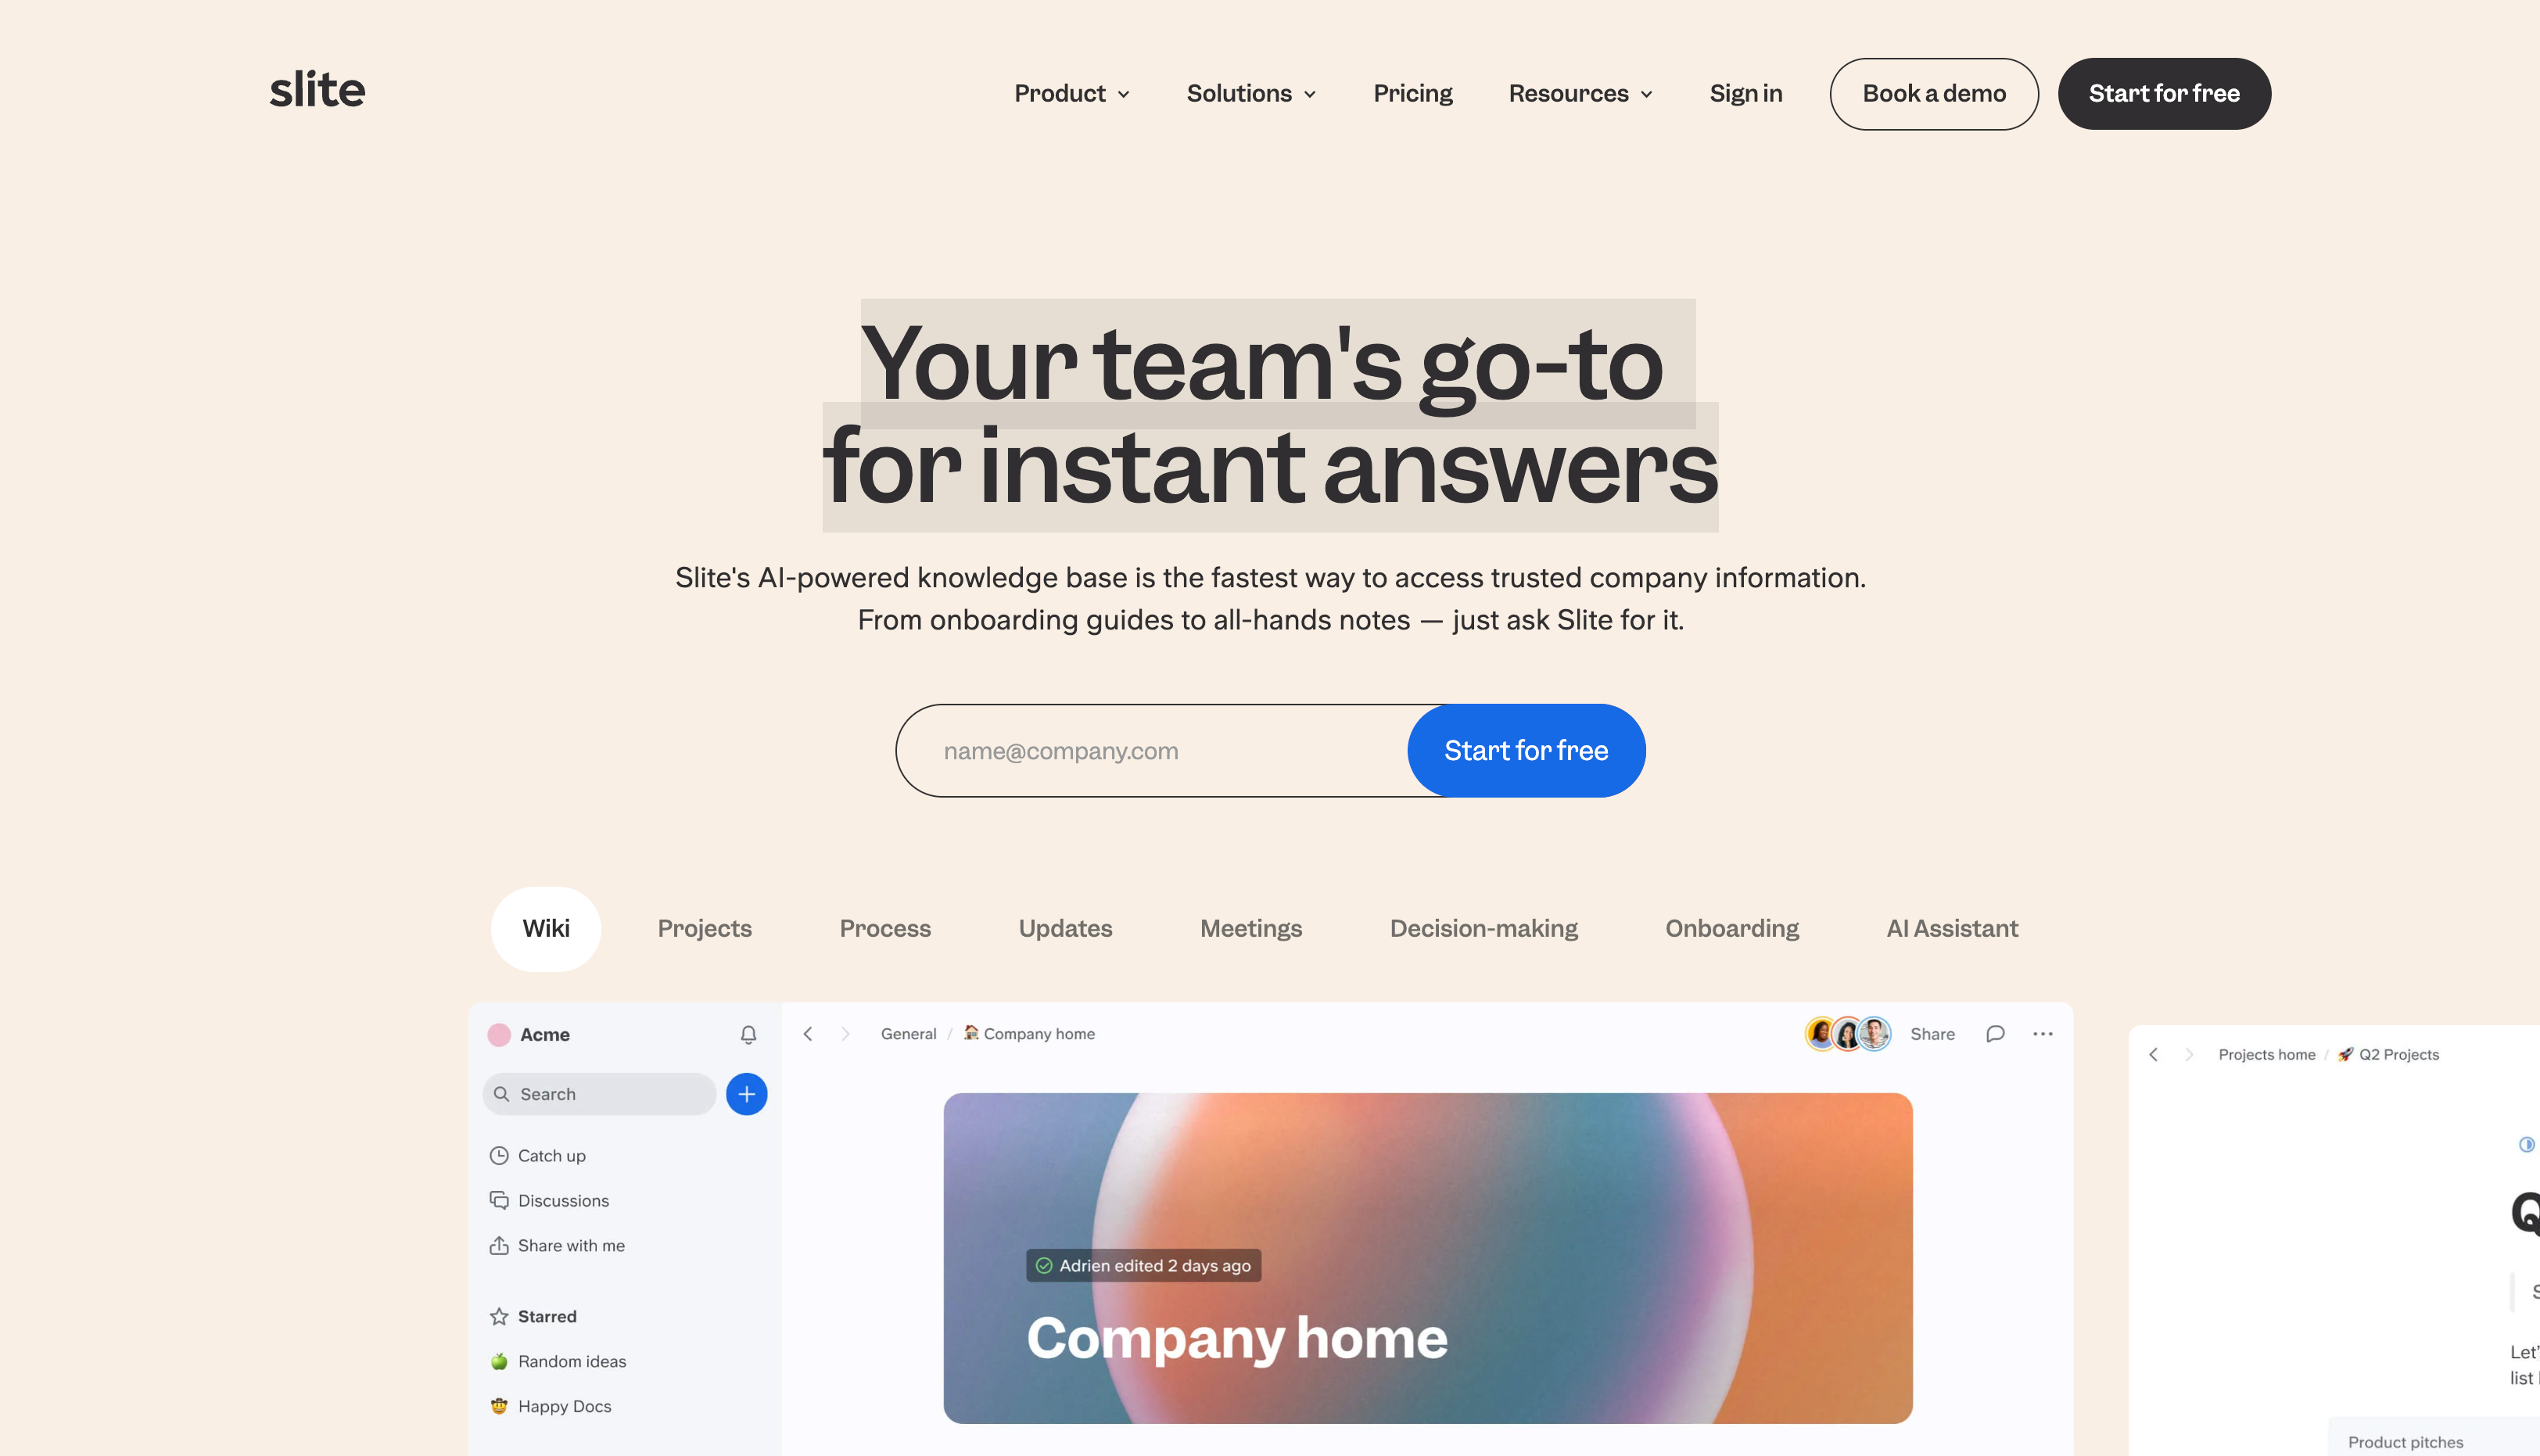 slite
Product
Solutions
Pricing
Resources
Sign in
Book a demo
Start for free
Your team's go-to
for instant answers
Slite's AI-powered knowledge base is the fastest way to access trusted company information.
From onboarding guides to all-hands notes — just ask Slite for it.
name@company.com
Start for free
Wiki
Projects
Process
Updates
Meetings
Decision-making
Onboarding
AI Assistant
Acme
Search
Catch up
Discussions
Share with me
Starred
Random ideas
Happy Docs
General / Company home
Share
Adrien edited 2 days ago
Company home
Projects home / Q2 Projects
Q
Let’
list
Product pitches